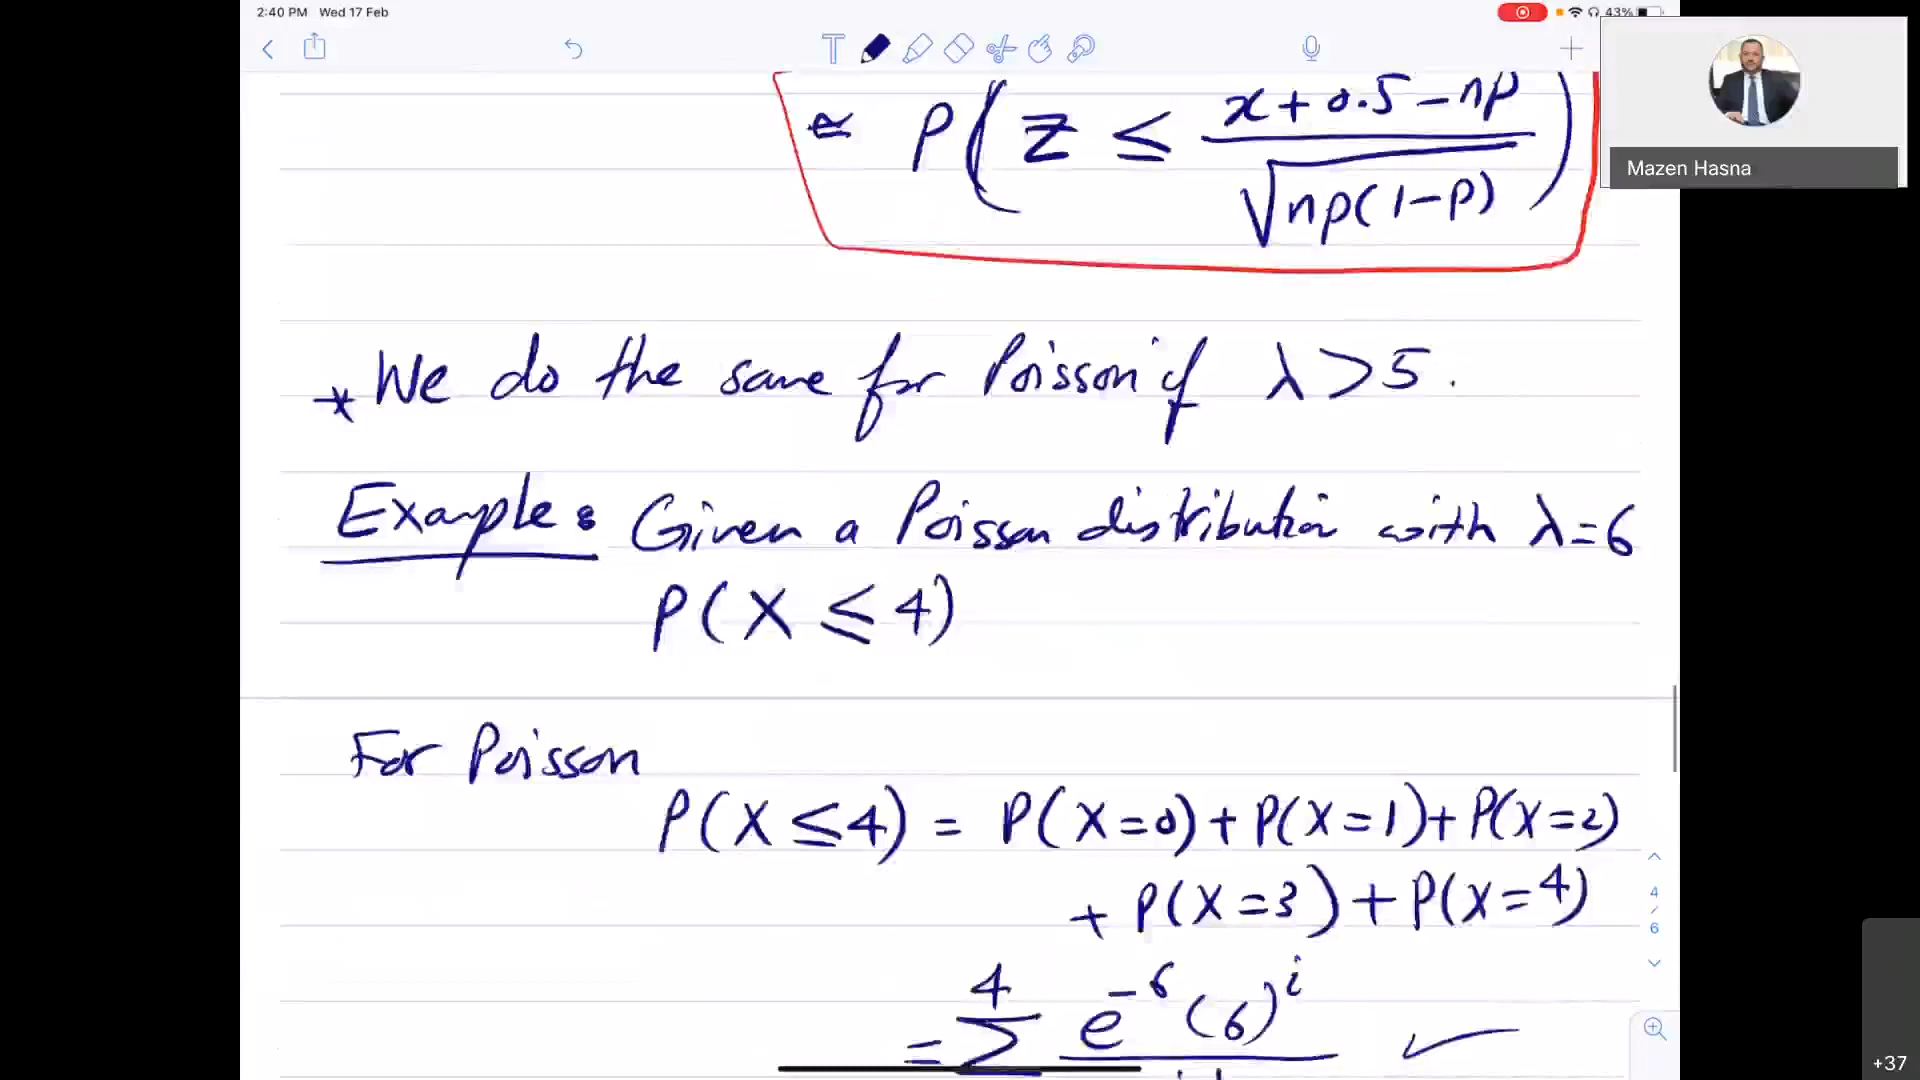 2:40 PM Wed 17 Feb
43%
≅ P(Z ≤ (x+0.5-np)/√np(1-p))
Mazen Hasna
* We do the same for Poisson if λ > 5.
Example: Given a Poisson distribution with λ=6
P(X ≤ 4)
For Poisson
P(X ≤ 4) = P(X=0)+P(X=1)+P(X=2)
+ P(X=3)+P(X=4)
4
= Σ e^-6 (6)^i
4
/
6
+37